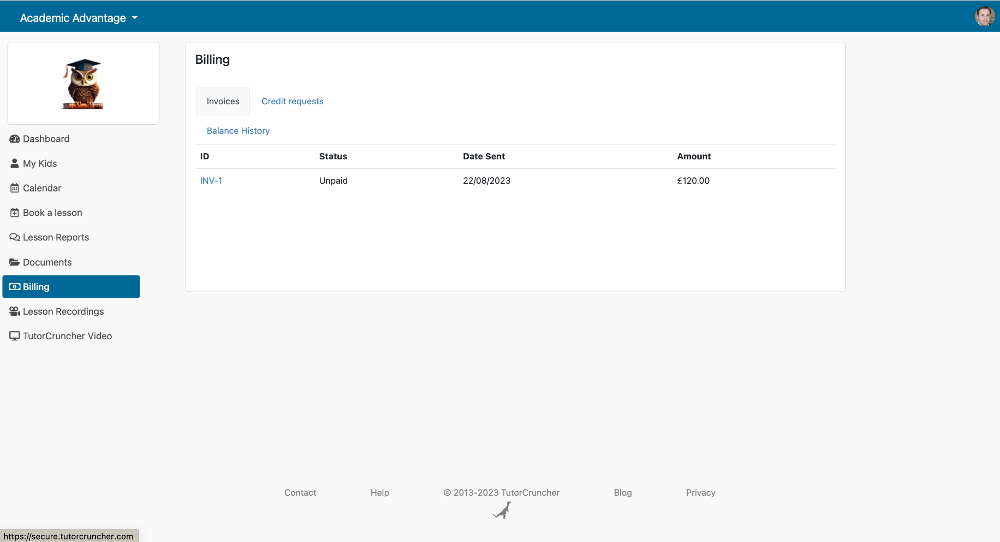 Academic Advantage
Dashboard
My Kids
Calendar
Book a lesson
Lesson Reports
Documents
Billing
Lesson Recordings
TutorCruncher Video
Billing
Invoices Credit requests
Balance History
ID Status Date Sent Amount
INV-1 Unpaid 22/08/2023 £120.00
Contact Help © 2013-2023 TutorCruncher Blog Privacy
https://secure.tutorcruncher.com